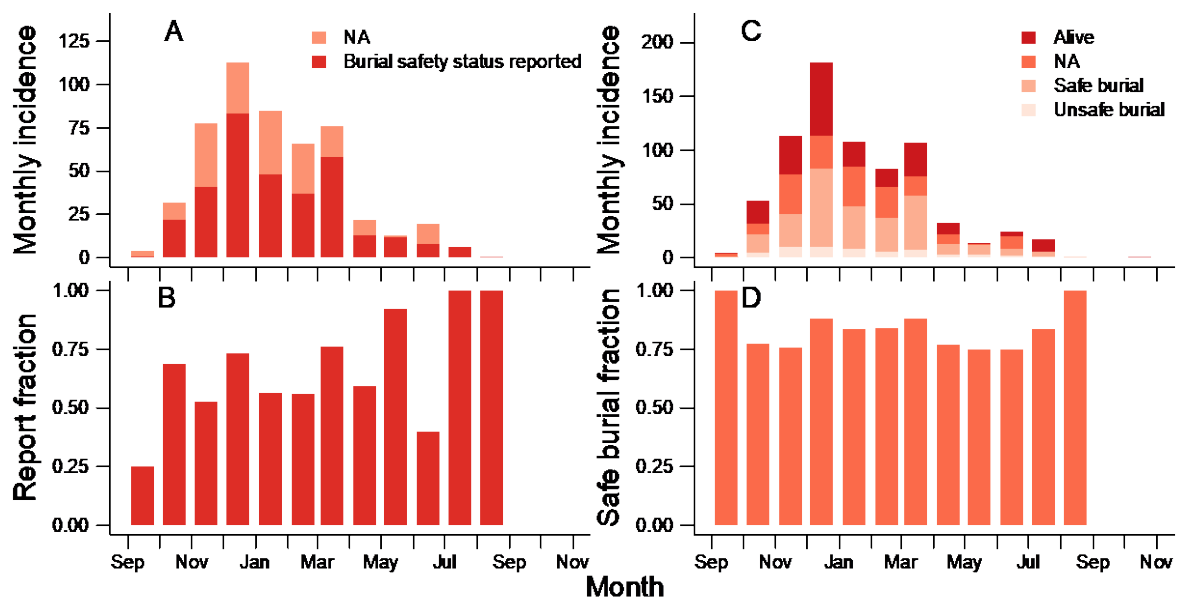 A
NA
Burial safety status reported
Monthly incidence
125
100
75
50
25
0
C
Alive
NA
Safe burial
Unsafe burial
Monthly incidence
200
150
100
50
0
B
Report fraction
1.00
0.75
0.50
0.25
0.00
Sep Nov Jan Mar May Jul Sep Nov
D
Safe burial fraction
1.00
0.75
0.50
0.25
0.00
Sep Nov Jan Mar May Jul Sep Nov
Month